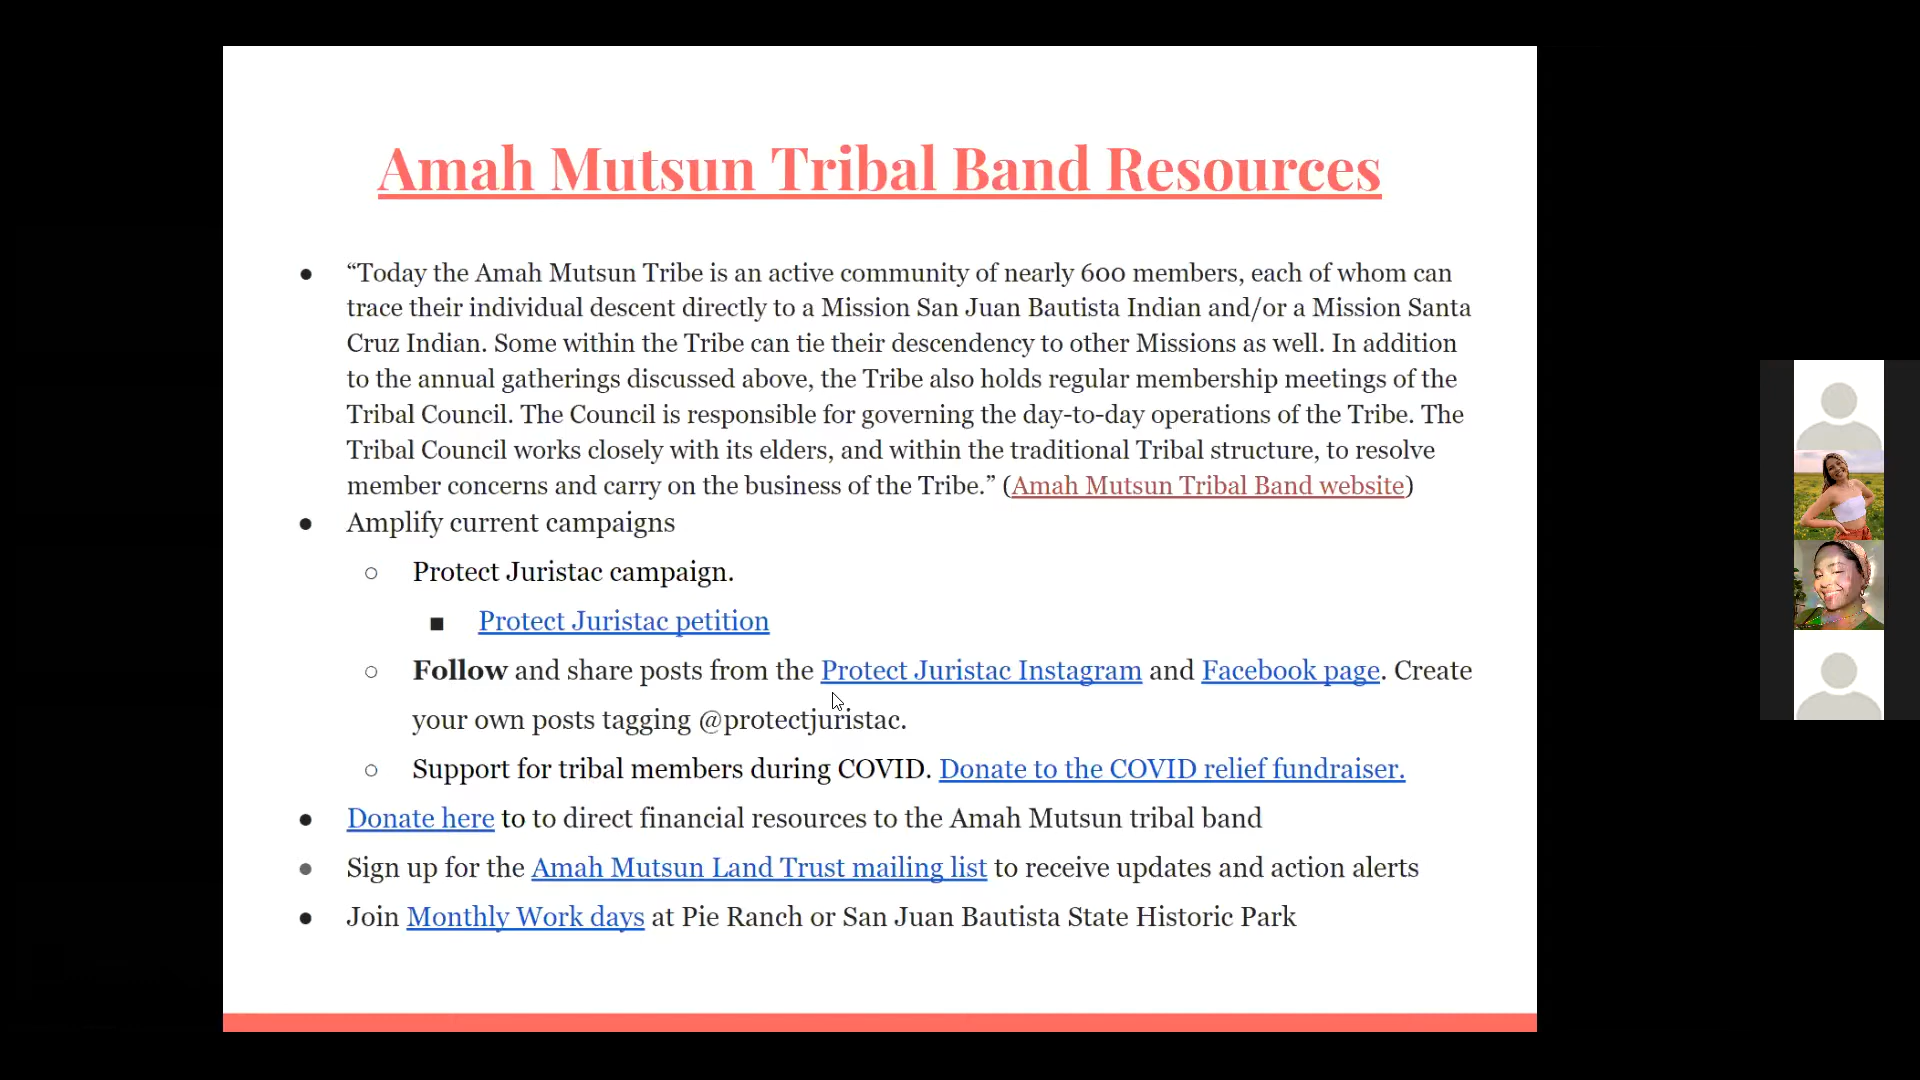 Amah Mutsun Tribal Band Resources
● “Today the Amah Mutsun Tribe is an active community of nearly 600 members, each of whom can
trace their individual descent directly to a Mission San Juan Bautista Indian and/or a Mission Santa
Cruz Indian. Some within the Tribe can tie their descendency to other Missions as well. In addition
to the annual gatherings discussed above, the Tribe also holds regular membership meetings of the
Tribal Council. The Council is responsible for governing the day-to-day operations of the Tribe. The
Tribal Council works closely with its elders, and within the traditional Tribal structure, to resolve
member concerns and carry on the business of the Tribe.” (Amah Mutsun Tribal Band website)
● Amplify current campaigns
○ Protect Juristac campaign.
■ Protect Juristac petition
○ Follow and share posts from the Protect Juristac Instagram and Facebook page. Create
your own posts tagging @protectjuristac.
○ Support for tribal members during COVID. Donate to the COVID relief fundraiser.
● Donate here to to direct financial resources to the Amah Mutsun tribal band
● Sign up for the Amah Mutsun Land Trust mailing list to receive updates and action alerts
● Join Monthly Work days at Pie Ranch or San Juan Bautista State Historic Park